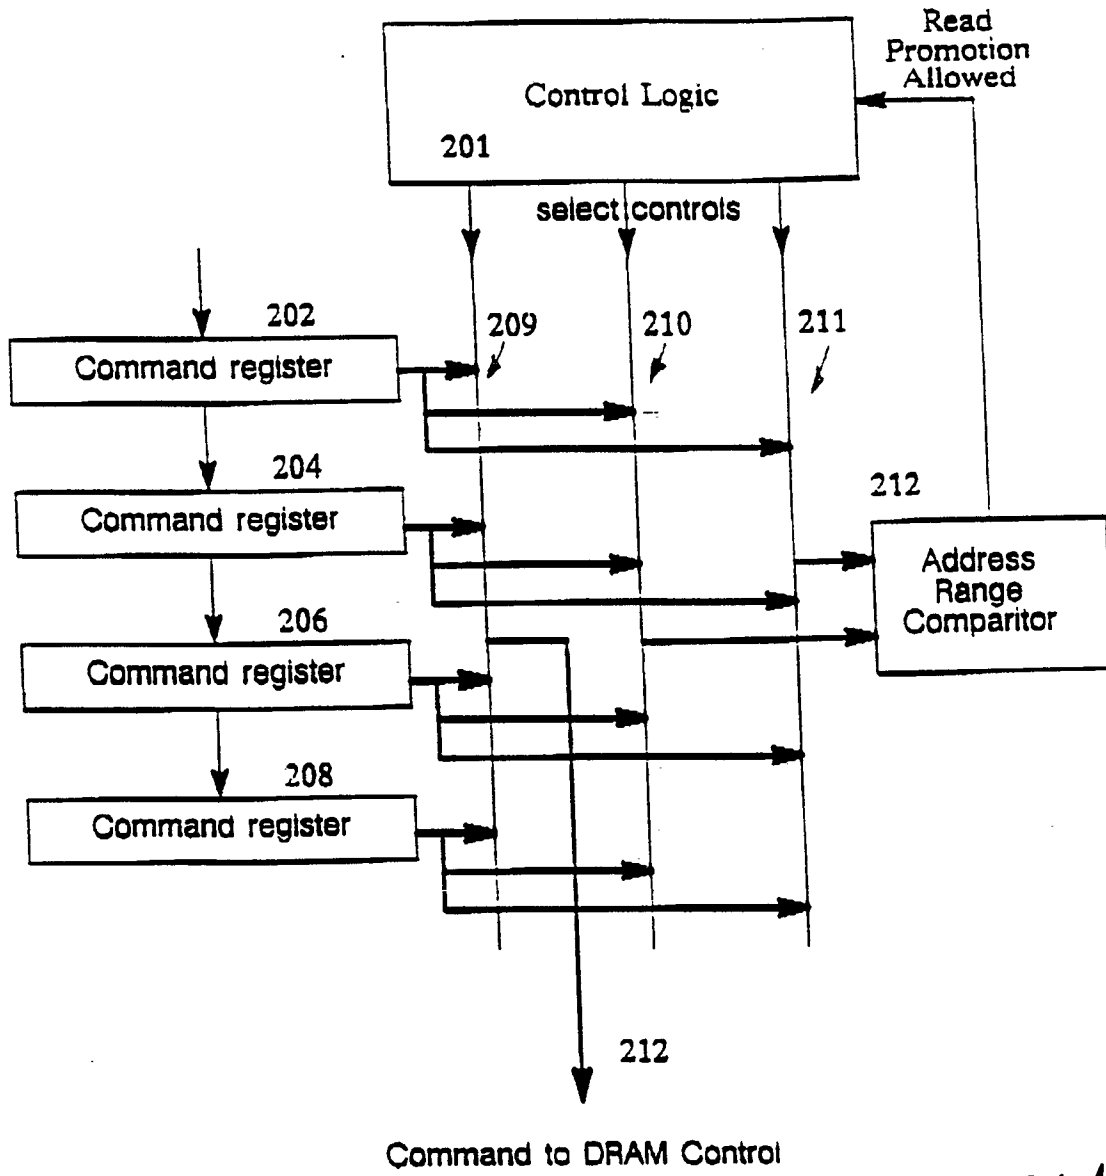 Read
Promotion
Allowed
Control Logic
201
select controls
202
209
210
211
Command register
204
212
Command register
Address
Range
Comparitor
206
Command register
208
Command register
212
Command to DRAM Control